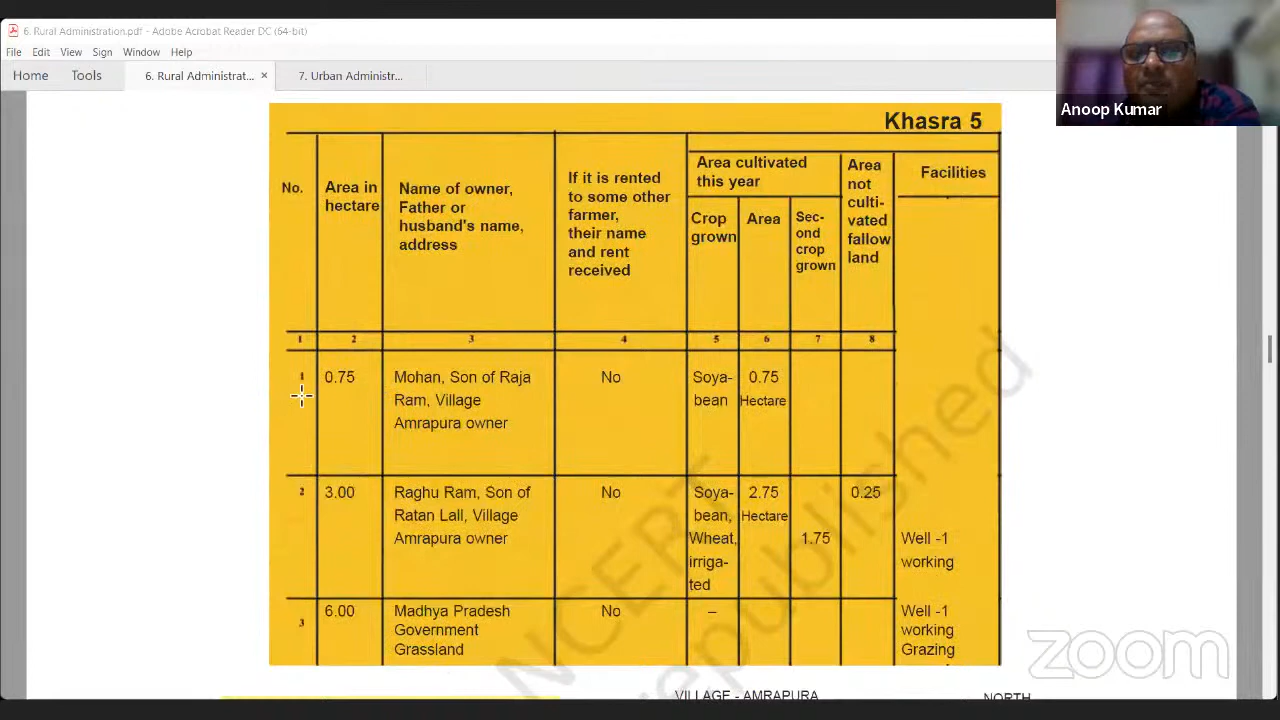 6. Rural Administration.pdf - Adobe Acrobat Reader DC (64-bit)
File Edit View Sign Window Help
Home Tools 6. Rural Administrat... × 7. Urban Administr...
Anoop Kumar
Khasra 5
No.
Area in
hectare
Name of owner,
Father or
husband's name,
address
If it is rented
to some other
farmer,
their name
and rent
received
Area cultivated
this year
Crop
grown
Area
Sec-
ond
crop
grown
Area
not
culti-
vated
fallow
land
Facilities
1 2 3 4 5 6 7 8
1 0.75 Mohan, Son of Raja No Soya- 0.75
Ram, Village bean Hectare
Amrapura owner
2 3.00 Raghu Ram, Son of No Soya- 2.75 0.25
Ratan Lall, Village bean, Hectare
Amrapura owner Wheat, 1.75 Well -1
irriga- working
ted
3 6.00 Madhya Pradesh No – Well -1
Government working
Grassland Grazing
NCERT
republished
zoom
VILLAGE - AMRAPURA NORTH